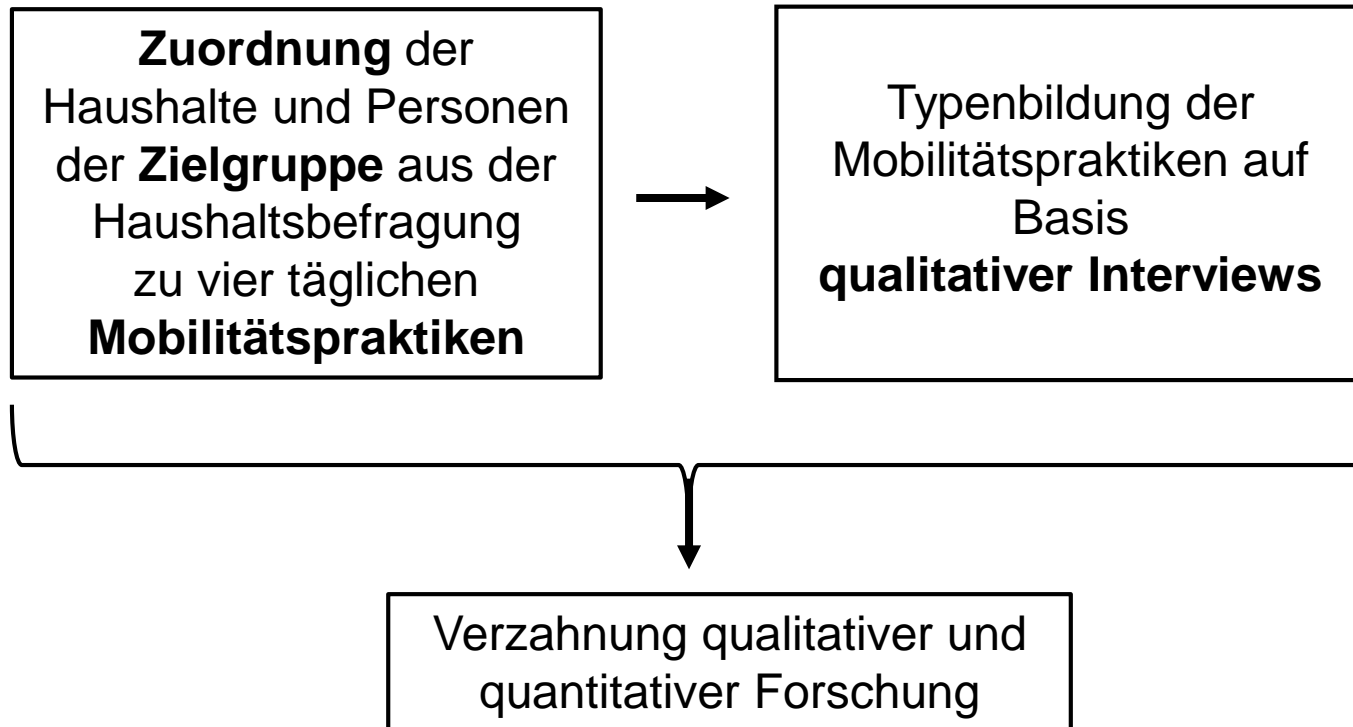 Zuordnung der
Haushalte und Personen
der Zielgruppe aus der
Haushaltsbefragung
zu vier täglichen
Mobilitätspraktiken
Typenbildung der
Mobilitätspraktiken auf
Basis
qualitativer Interviews
Verzahnung qualitativer und
quantitativer Forschung